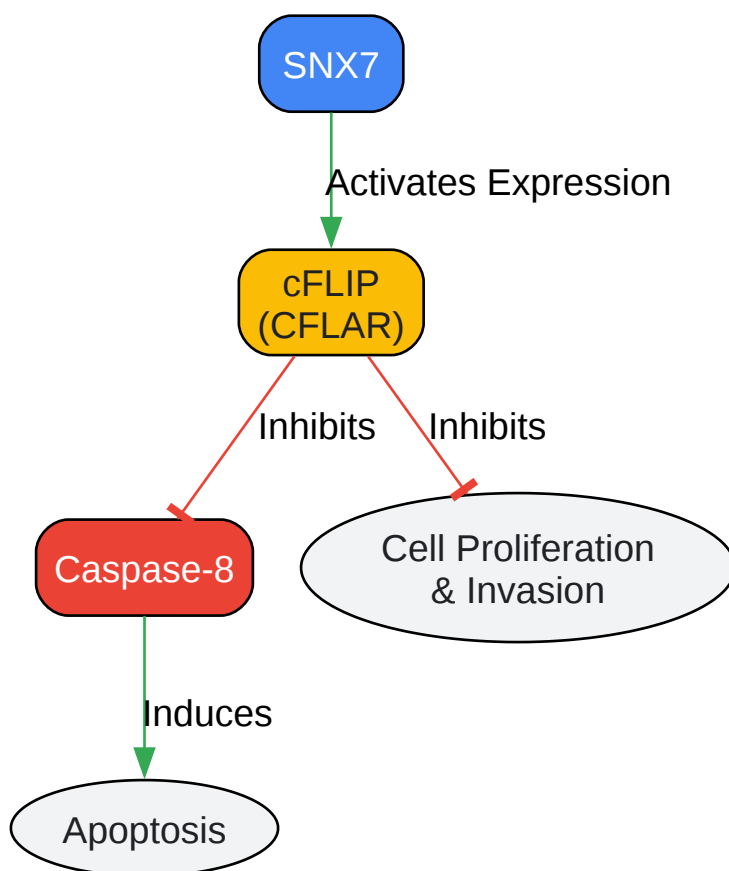 SNX7
Activates Expression
cFLIP
(CFLAR)
Inhibits
Inhibits
Caspase-8
Cell Proliferation
& Invasion
Induces
Apoptosis